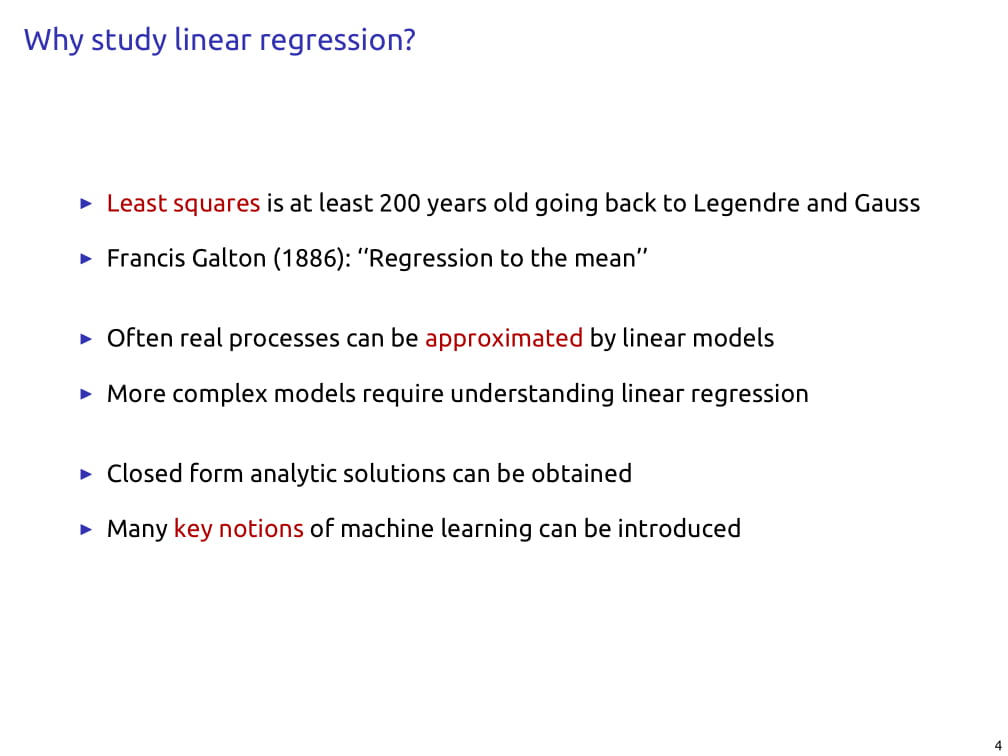 Why study linear regression?
▶ Least squares is at least 200 years old going back to Legendre and Gauss
▶ Francis Galton (1886): ‘‘Regression to the mean’’
▶ Often real processes can be approximated by linear models
▶ More complex models require understanding linear regression
▶ Closed form analytic solutions can be obtained
▶ Many key notions of machine learning can be introduced
4